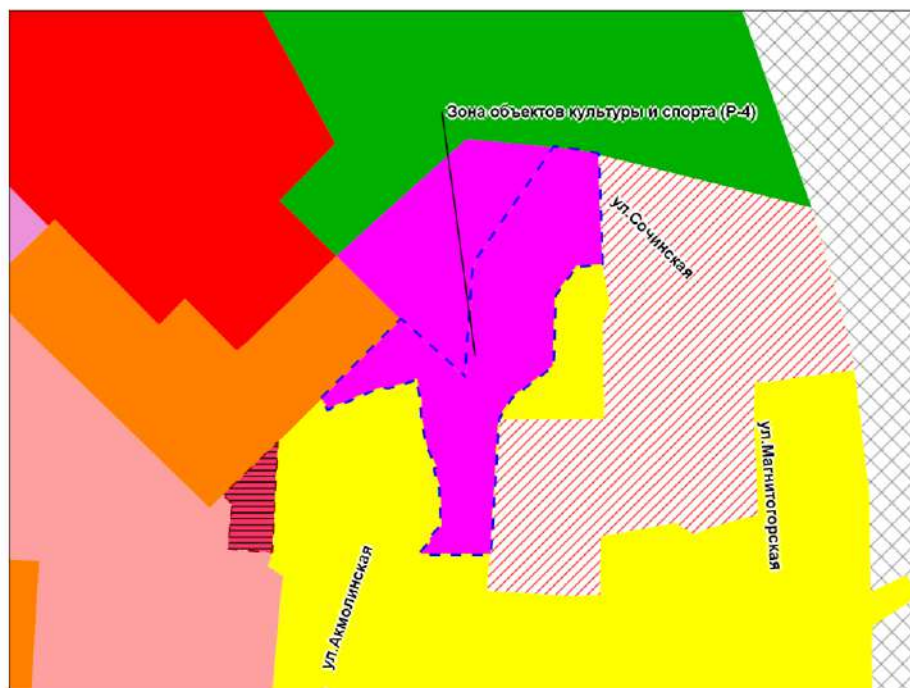 Зона объектов культуры и спорта (Р-4)
ул.Сочинская
ул.Магнитогорская
ул.Акмолинская